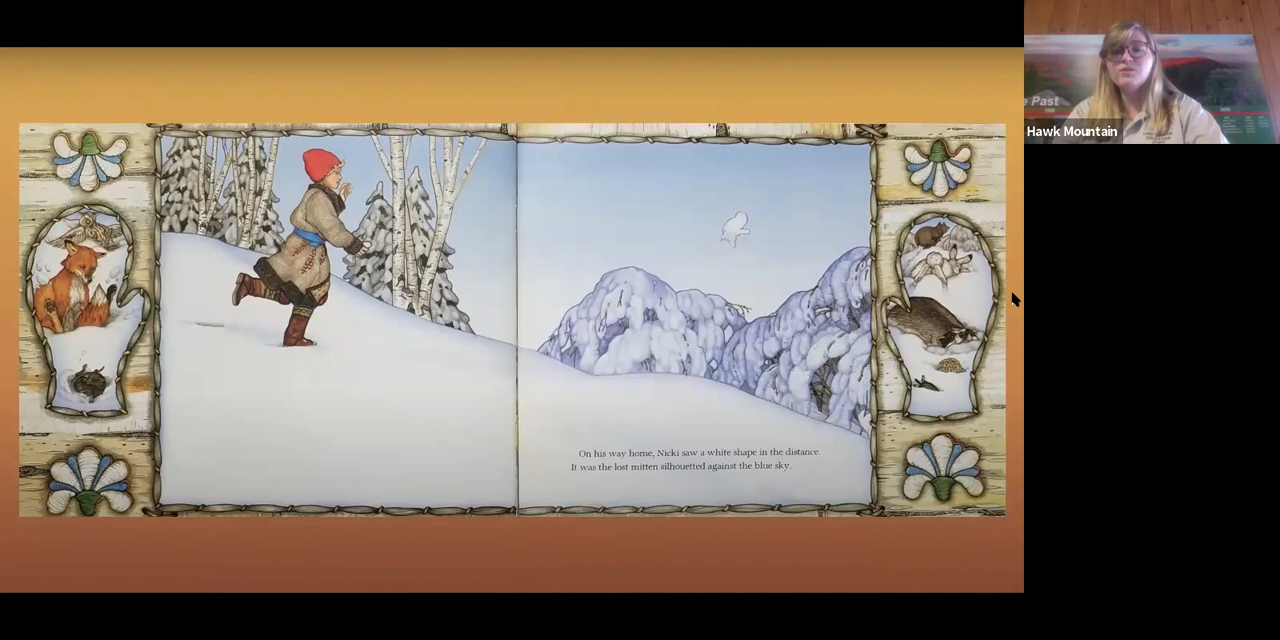 e Past
Hawk Mountain
On his way home, Nicki saw a white shape in the distance
It was the lost mitten silhouetted against the blue sky.